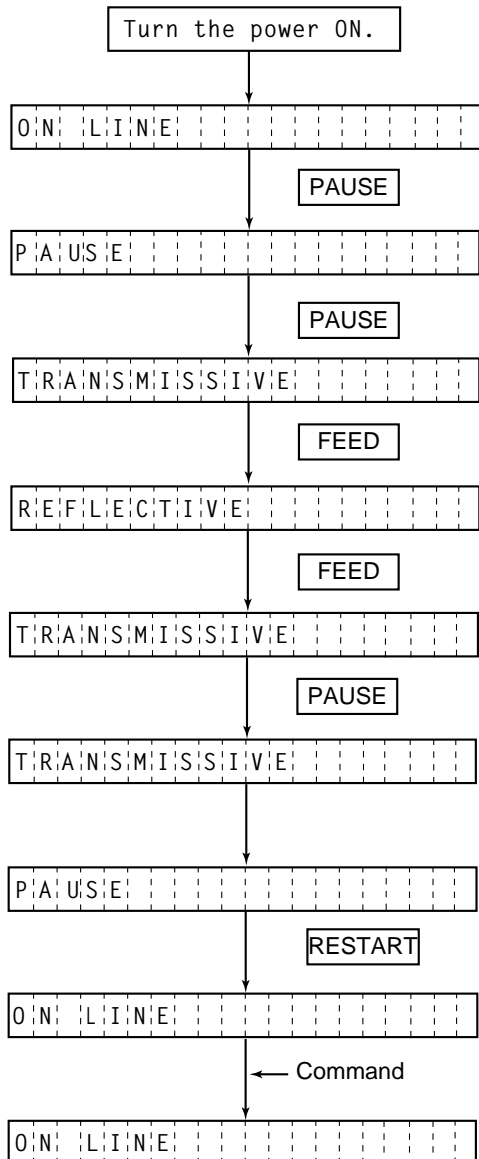 Turn the power ON.
ON LINE
PAUSE
PAUSE
PAUSE
TRANSMISSIVE
FEED
REFLECTIVE
FEED
TRANSMISSIVE
PAUSE
TRANSMISSIVE
PAUSE
RESTART
ON LINE
Command
ON LINE